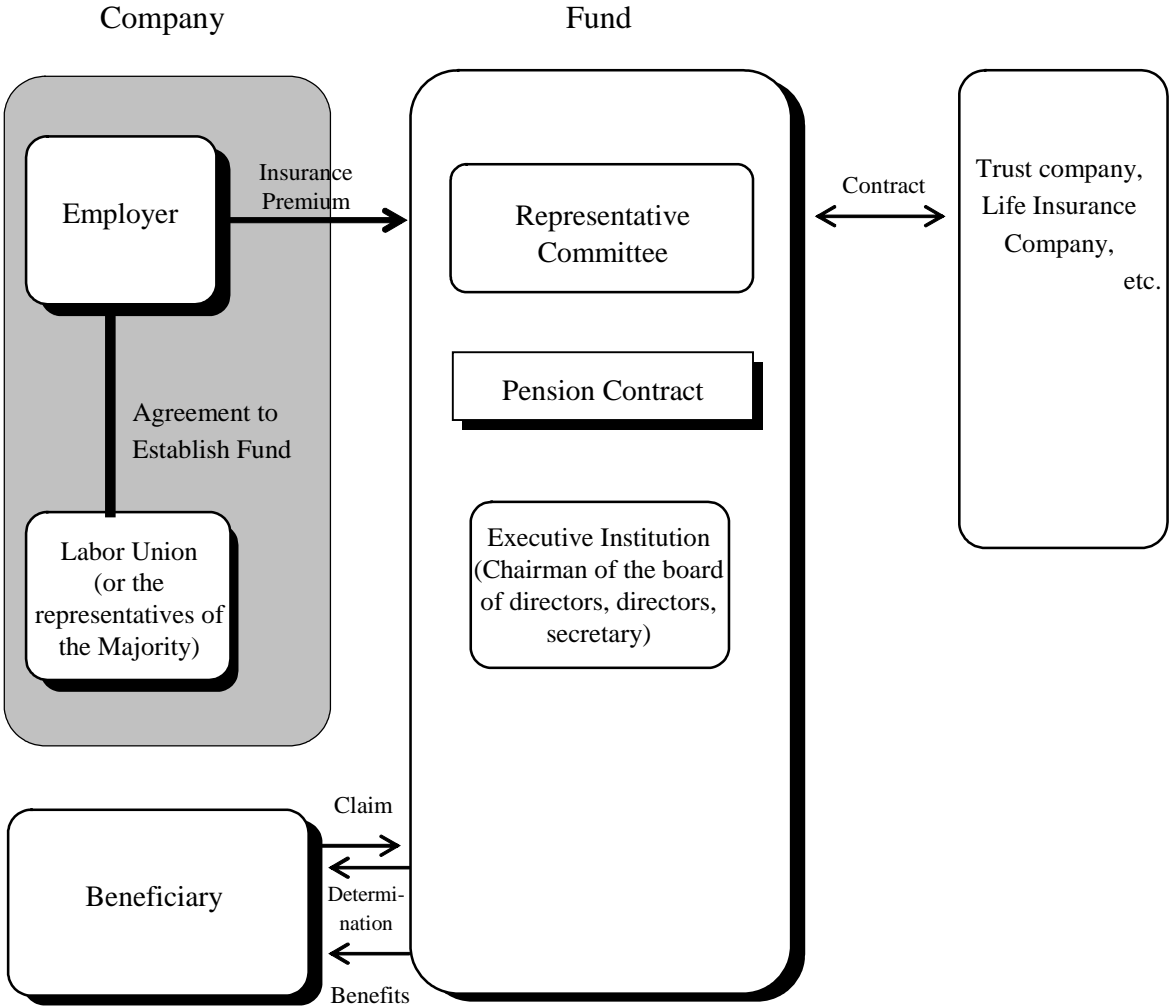 Company
Fund
Employer
Insurance
Premium
Agreement to
Establish Fund
Labor Union
(or the
representatives of
the Majority)
Representative
Committee
Pension Contract
Executive Institution
(Chairman of the board
of directors, directors,
secretary)
Contract
Trust company,
Life Insurance
Company,
etc.
Beneficiary
Claim
Determi-
nation
Benefits